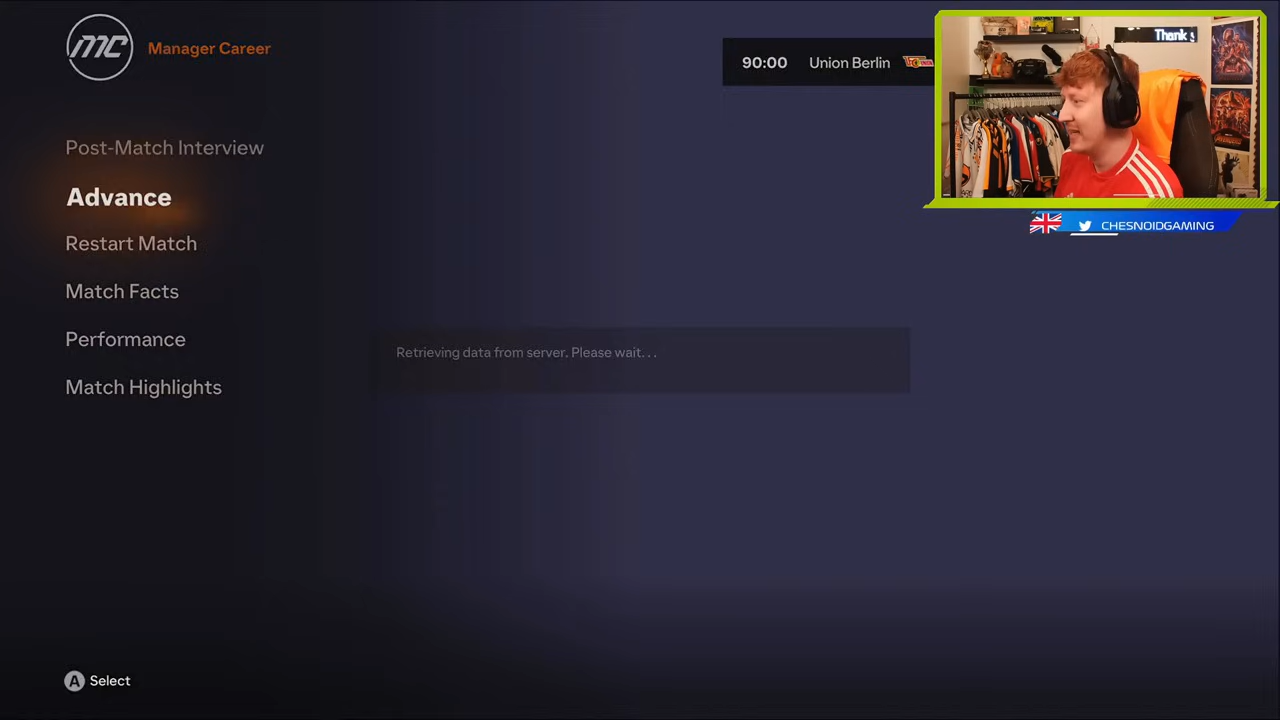 MC Manager Career
90:00 Union Berlin
Thank
Post-Match Interview
Advance
CHESNOIDGAMING
Restart Match
Match Facts
Performance
Retrieving data from server. Please wait...
Match Highlights
A Select